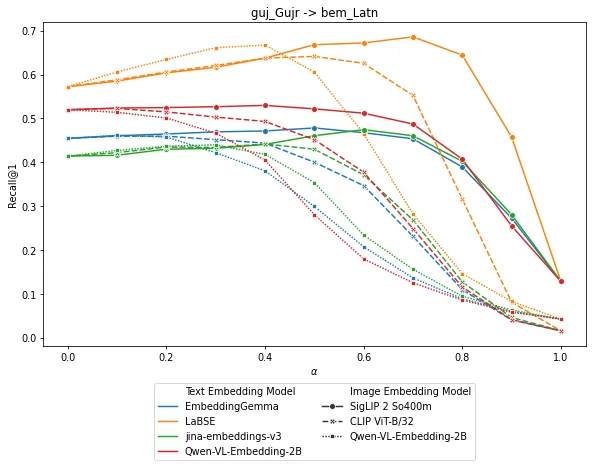 guj_Gujr -> bem_Latn
Recall@1
0.7
0.6
0.5
0.4
0.3
0.2
0.1
0.0
0.0 0.2 0.4 0.6 0.8 1.0
α
Text Embedding Model Image Embedding Model
EmbeddingGemma SigLIP 2 So400m
LaBSE CLIP ViT-B/32
jina-embeddings-v3 Qwen-VL-Embedding-2B
Qwen-VL-Embedding-2B